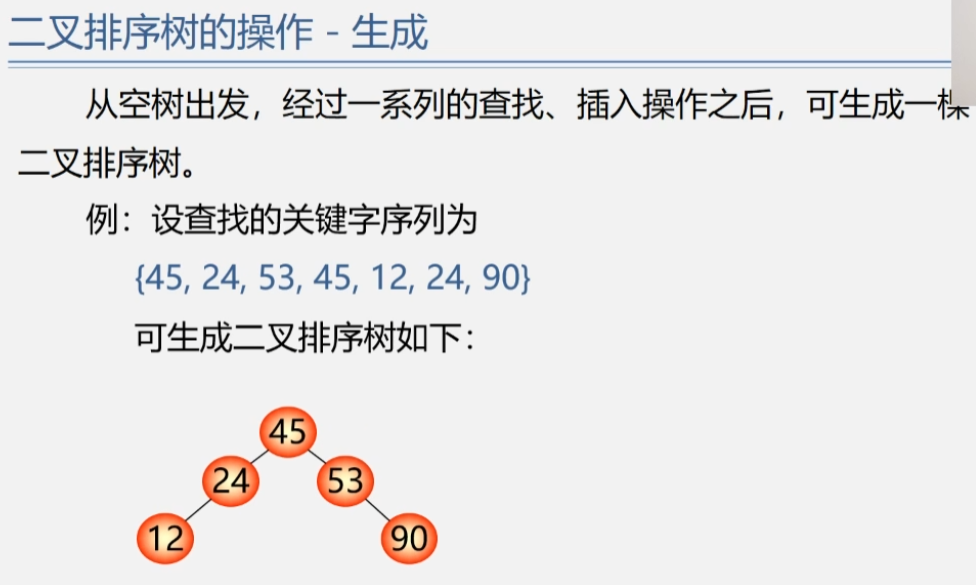 二叉排序树的操作 - 生成
从空树出发，经过一系列的查找、插入操作之后，可生成一棵
二叉排序树。
例：设查找的关键字序列为
{45, 24, 53, 45, 12, 24, 90}
可生成二叉排序树如下：
45
24 53
12 90